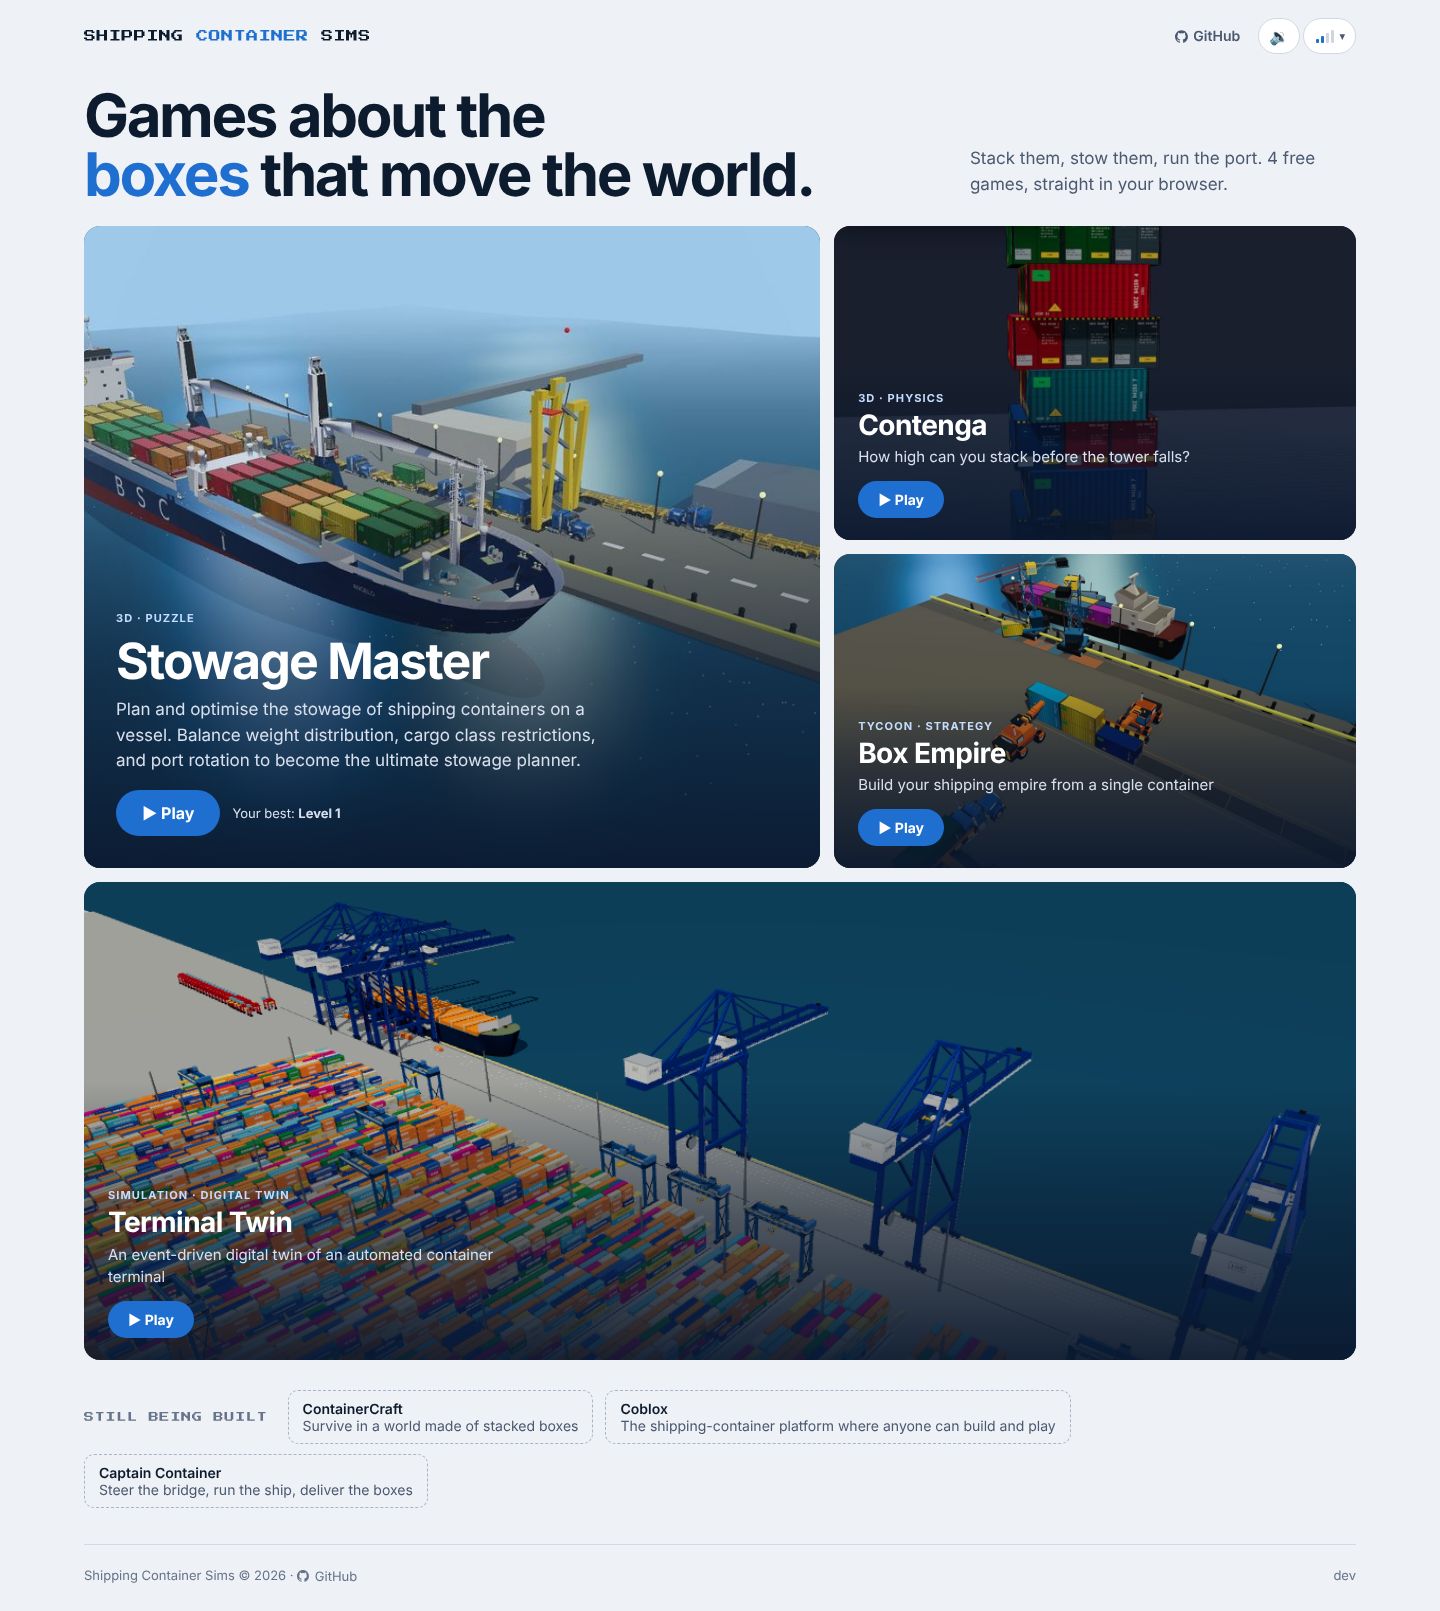 SHIPPING CONTAINER SIMS
GitHub
Games about the
boxes that move the world.
Stack them, stow them, run the port. 4 free
games, straight in your browser.
BSC
3D · PUZZLE
Stowage Master
Plan and optimise the stowage of shipping containers on a
vessel. Balance weight distribution, cargo class restrictions,
and port rotation to become the ultimate stowage planner.
▶ Play
Your best: Level 1
3D · PHYSICS
Contenga
How high can you stack before the tower falls?
▶ Play
TYCOON · STRATEGY
Box Empire
Build your shipping empire from a single container
▶ Play
SIMULATION · DIGITAL TWIN
Terminal Twin
An event-driven digital twin of an automated container
terminal
▶ Play
STILL BEING BUILT
ContainerCraft
Survive in a world made of stacked boxes
Coblox
The shipping-container platform where anyone can build and play
Captain Container
Steer the bridge, run the ship, deliver the boxes
Shipping Container Sims © 2026 · GitHub
dev